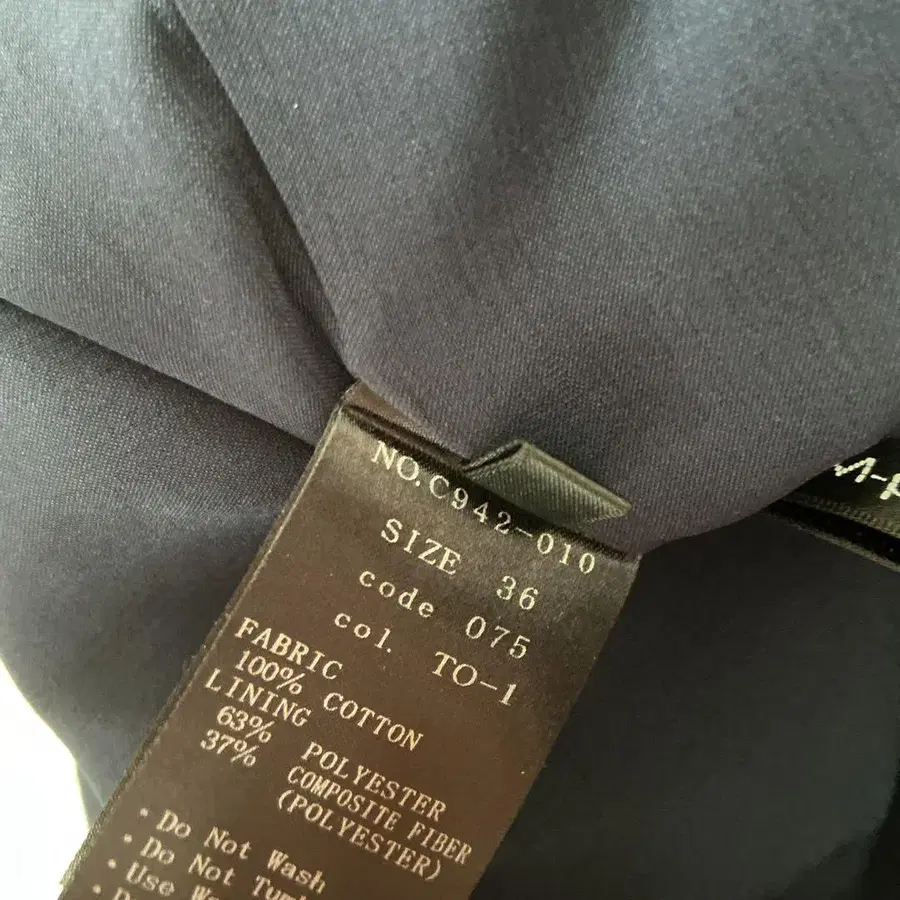 NO.C942-010
SIZE 36
code 075
col. TO-1
FABRIC
100% COTTON
LINING
63% POLYESTER
37% COMPOSITE FIBER
(POLYESTER)
・Do Not Wash
・Do Not
・Use